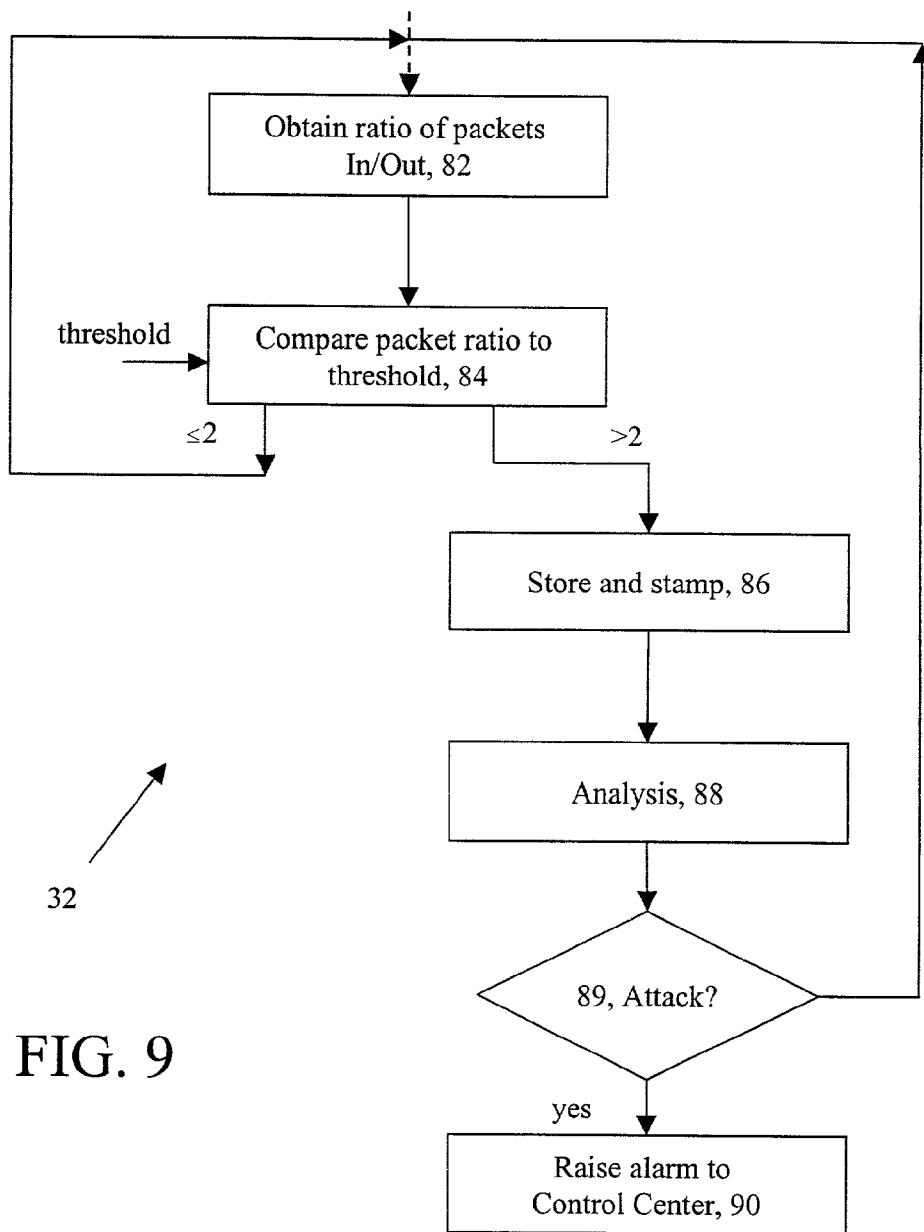 Obtain ratio of packets
In/Out, 82
threshold
Compare packet ratio to
threshold, 84
≤2
>2
Store and stamp, 86
Analysis, 88
32
89, Attack?
FIG. 9
yes
Raise alarm to
Control Center, 90